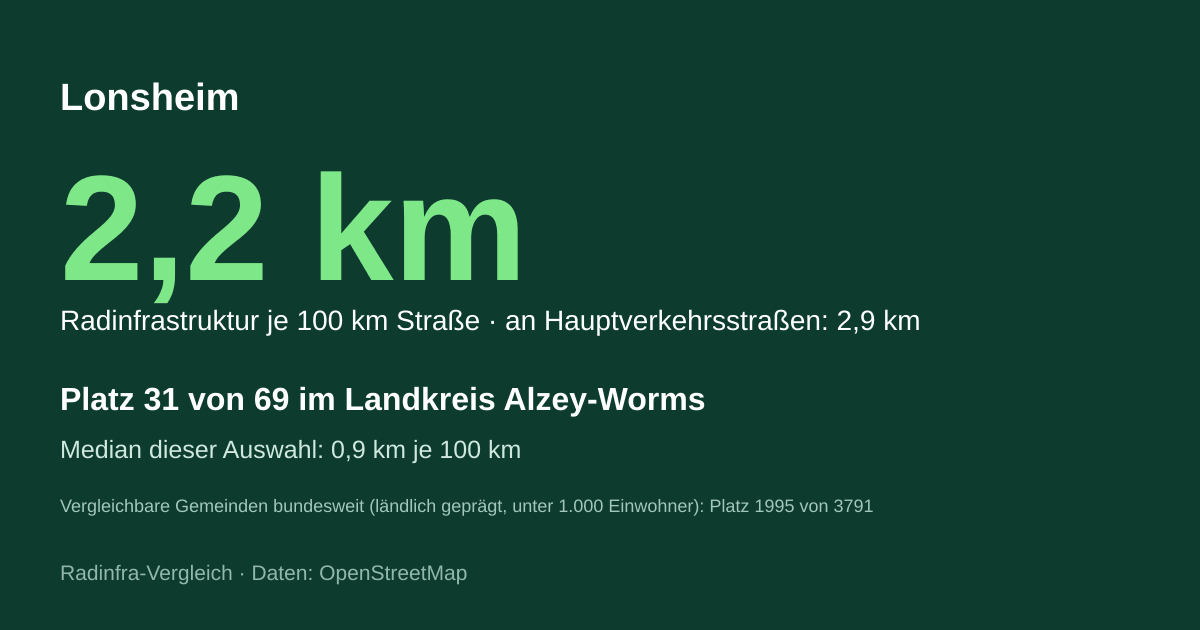 Lonsheim
2,2 km
Radinfrastruktur je 100 km Straße · an Hauptverkehrsstraßen: 2,9 km
Platz 31 von 69 im Landkreis Alzey-Worms
Median dieser Auswahl: 0,9 km je 100 km
Vergleichbare Gemeinden bundesweit (ländlich geprägt, unter 1.000 Einwohner): Platz 1995 von 3791
Radinfra-Vergleich · Daten: OpenStreetMap